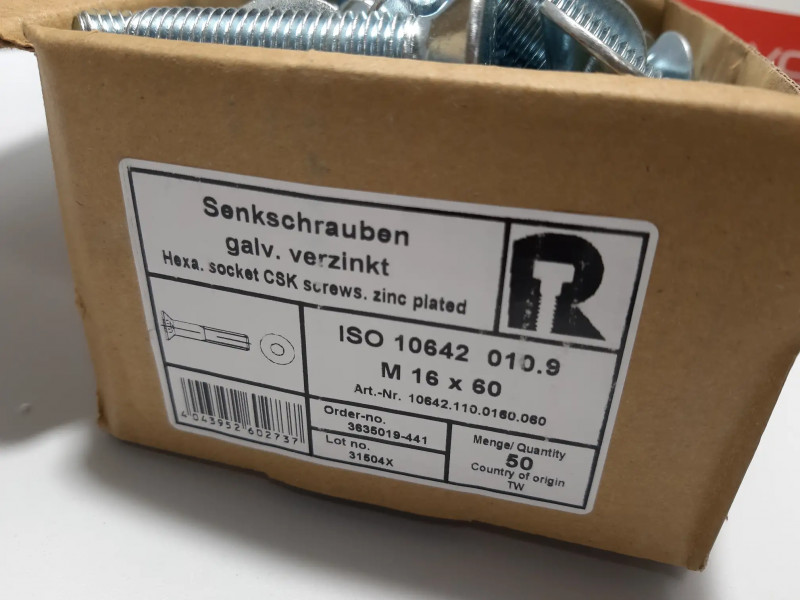 Senkschrauben
galv. verzinkt
Hexa. socket CSK screws. zinc plated
R
ISO 10642 010.9
M 16 x 60
Art.-Nr. 10642.110.0160.060
4 043952 602737
Order-no.
3635019-441
Lot no.
31504X
Menge/ Quantity
50
Country of origin
TW